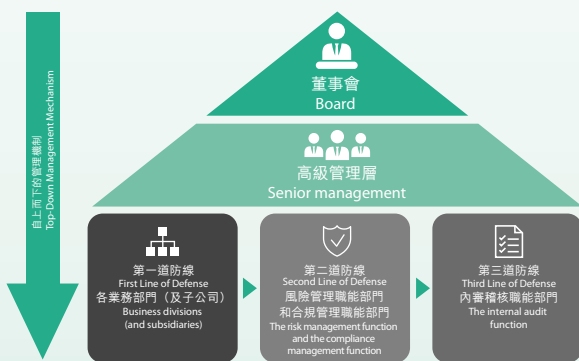 自上而下的管理機制
Top-Down Management Mechanism
董事會
Board
高級管理層
Senior management
第一道防線
First Line of Defense
各業務部門（及子公司）
Business divisions
(and subsidiaries)
第二道防線
Second Line of Defense
風險管理職能部門
和合規管理職能部門
The risk management function
and the compliance
management function
第三道防線
Third Line of Defense
內審稽核職能部門
The internal audit
function